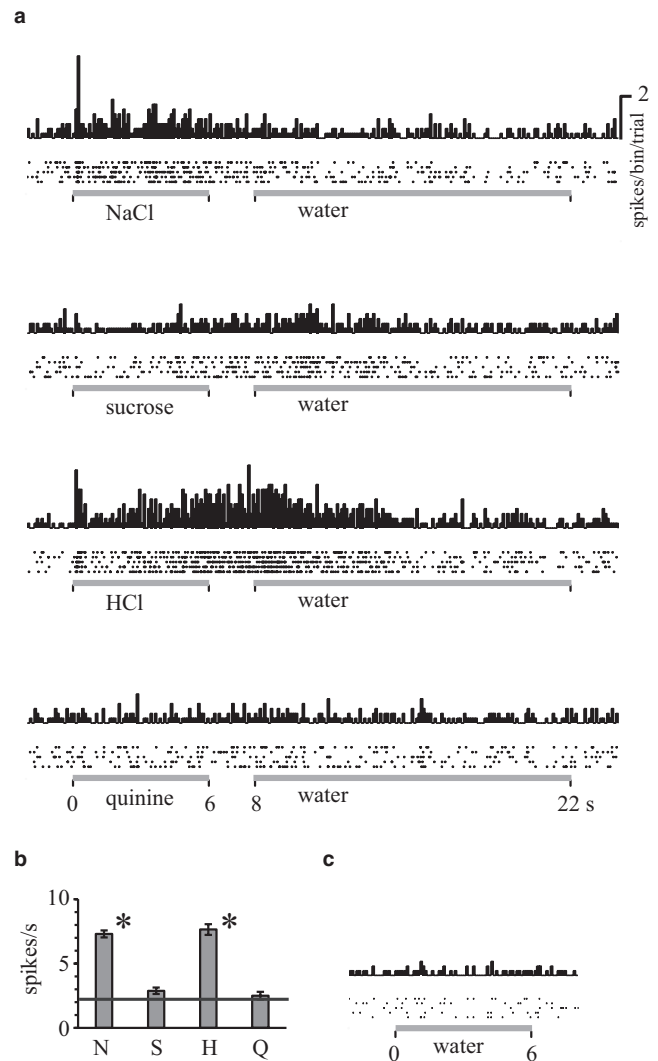 a
2
spikes/bin/trial
NaCl water
sucrose water
HCl water
quinine water
0 6 8 22 s
b
10
5
0
spikes/s
* *
N S H Q
c
water
0 6